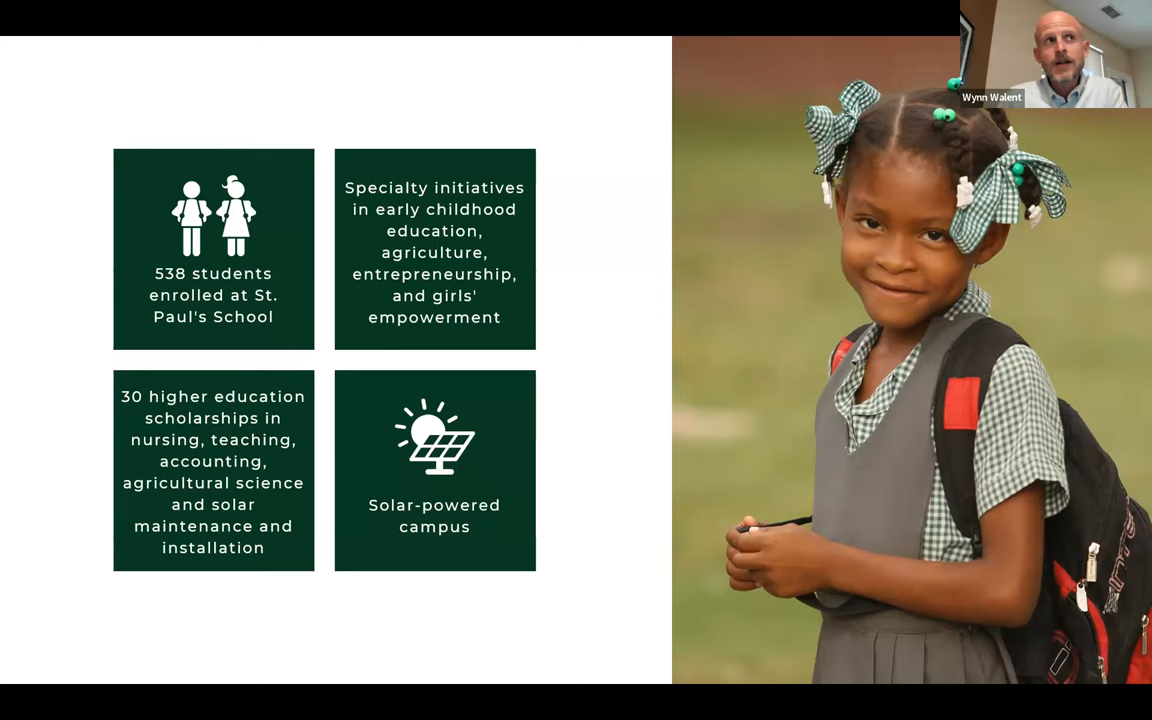 Wynn Walent
538 students
enrolled at St.
Paul's School
Specialty initiatives
in early childhood
education,
agriculture,
entrepreneurship,
and girls'
empowerment
30 higher education
scholarships in
nursing, teaching,
accounting,
agricultural science
and solar
maintenance and
installation
Solar-powered
campus